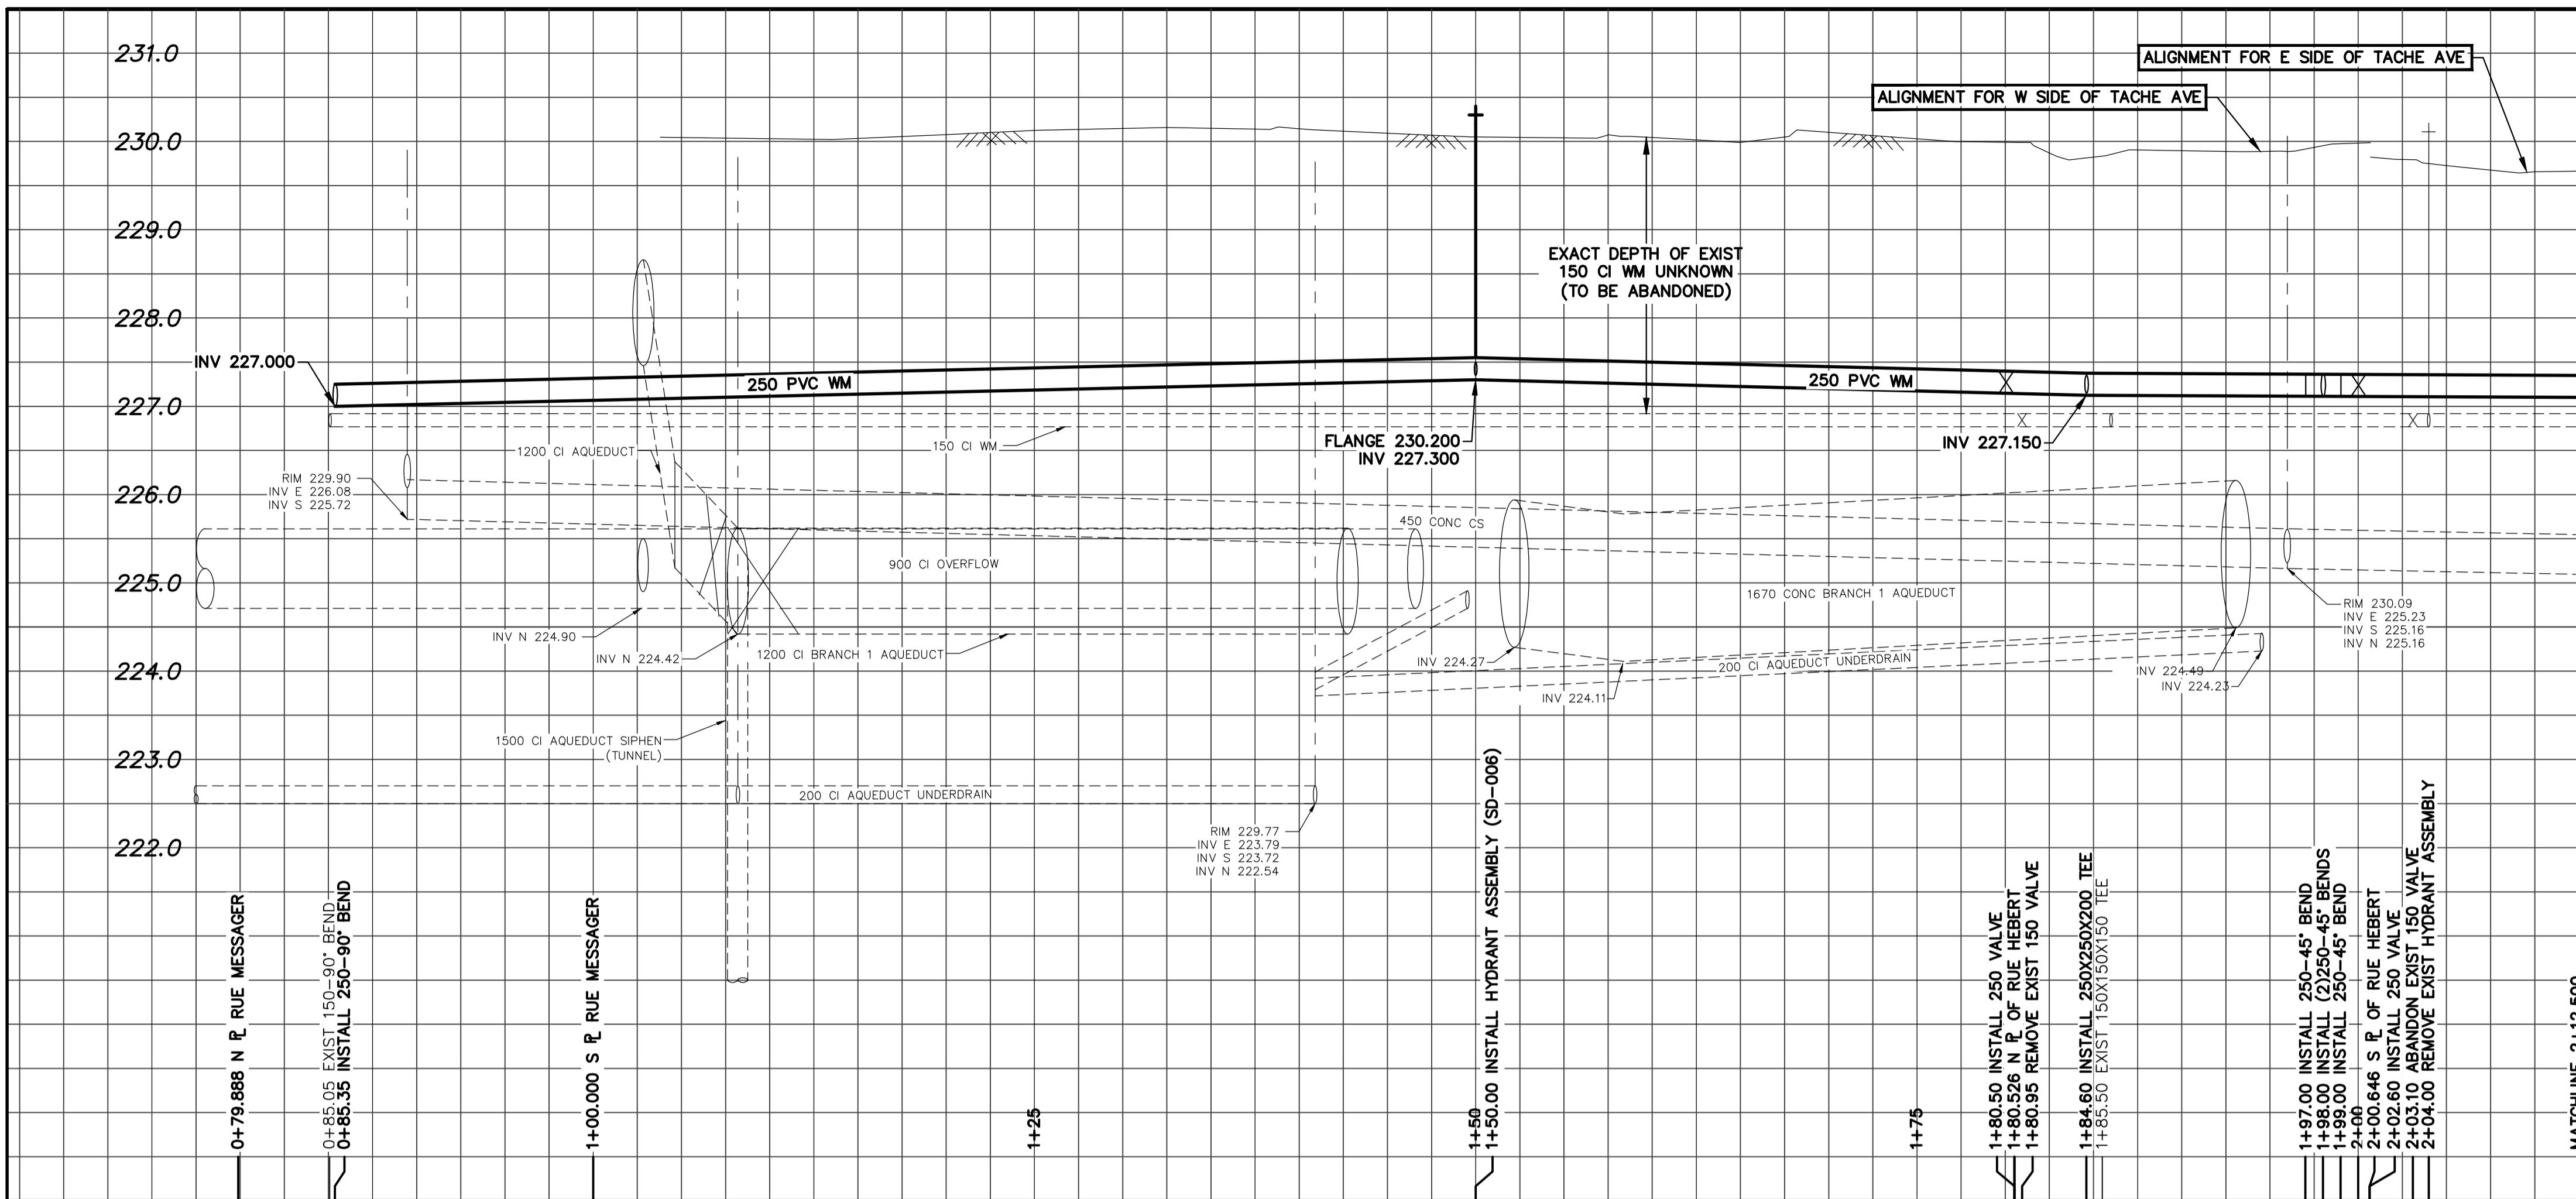 231.0
ALIGNMENT FOR E SIDE OF TACHE AVE
ALIGNMENT FOR W SIDE OF TACHE AVE
230.0
229.0
EXACT DEPTH OF EXIST
150 CI WM UNKNOWN
(TO BE ABANDONED)
228.0
INV 227.000
250 PVC WM
250 PVC WM
227.0
FLANGE 230.200
INV 227.300
INV 227.150
150 CI WM
1200 CI AQUEDUCT
RIM 229.90
INV E 226.08
INV S 225.72
226.0
450 CONC CS
900 CI OVERFLOW
225.0
1670 CONC BRANCH 1 AQUEDUCT
RIM 230.09
INV E 225.23
INV S 225.16
INV N 225.16
INV N 224.90
INV N 224.42
1200 CI BRANCH 1 AQUEDUCT
INV 224.27
200 CI AQUEDUCT UNDERDRAIN
224.0
INV 224.49
INV 224.23
INV 224.11
1500 CI AQUEDUCT SIPHEN
(TUNNEL)
223.0
200 CI AQUEDUCT UNDERDRAIN
RIM 229.77
INV E 223.79
INV S 223.72
INV N 222.54
222.0
0+79.888 N PL RUE MESSAGER
0+85.05 EXIST 150-90° BEND
0+85.35 INSTALL 250-90° BEND
1+00.000 S PL RUE MESSAGER
1+25
1+50
1+50.00 INSTALL HYDRANT ASSEMBLY (SD-006)
1+75
1+80.50 INSTALL 250 VALVE
1+80.526 N PL OF RUE HEBERT
1+80.95 REMOVE EXIST 150 VALVE
1+84.60 INSTALL 250X250X200 TEE
1+85.50 EXIST 150X150X150 TEE
1+97.00 INSTALL 250-45° BEND
1+98.00 INSTALL (2)250-45° BENDS
1+99.00 INSTALL 250-45° BEND
2+00
2+00.646 S PL OF RUE HEBERT
2+02.60 INSTALL 250 VALVE
2+03.10 ABANDON EXIST 150 VALVE
2+04.00 REMOVE EXIST HYDRANT ASSEMBLY